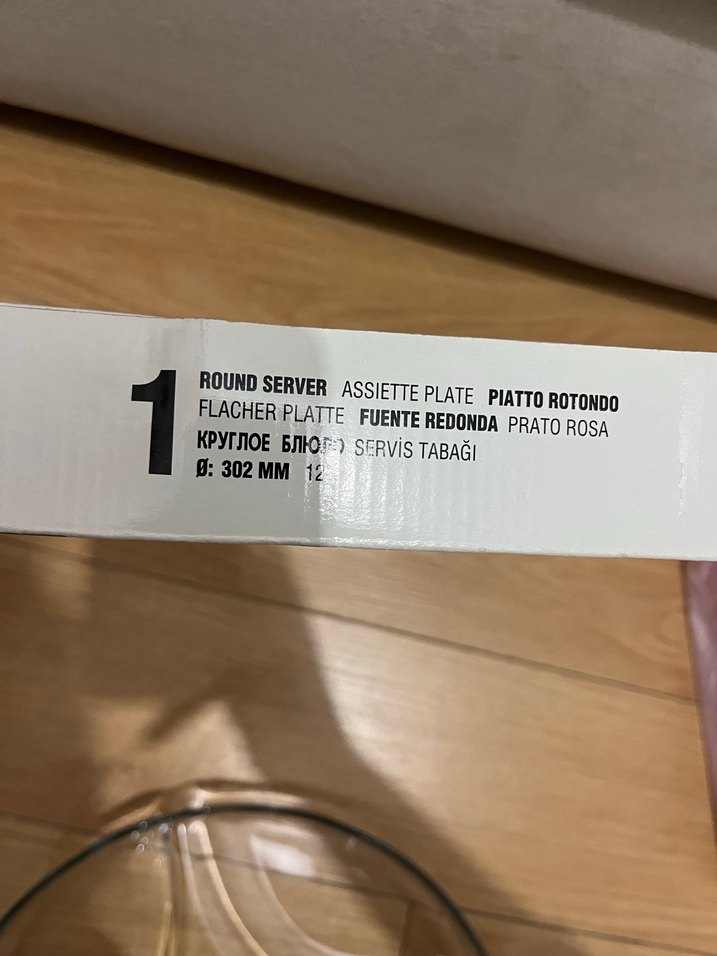 1
ROUND SERVER ASSIETTE PLATE PIATTO ROTONDO
FLACHER PLATTE FUENTE REDONDA PRATO ROSA
КРУГЛОЕ БЛЮДО SERVİS TABAĞI
Ø: 302 MM